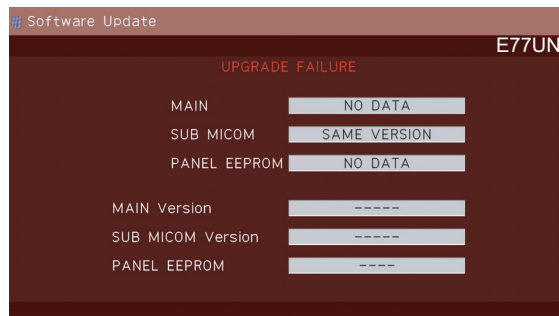 # Software Update
E77UN
UPGRADE FAILURE
MAIN NO DATA
SUB MICOM SAME VERSION
PANEL EEPROM NO DATA
MAIN Version -----
SUB MICOM Version -----
PANEL EEPROM ----